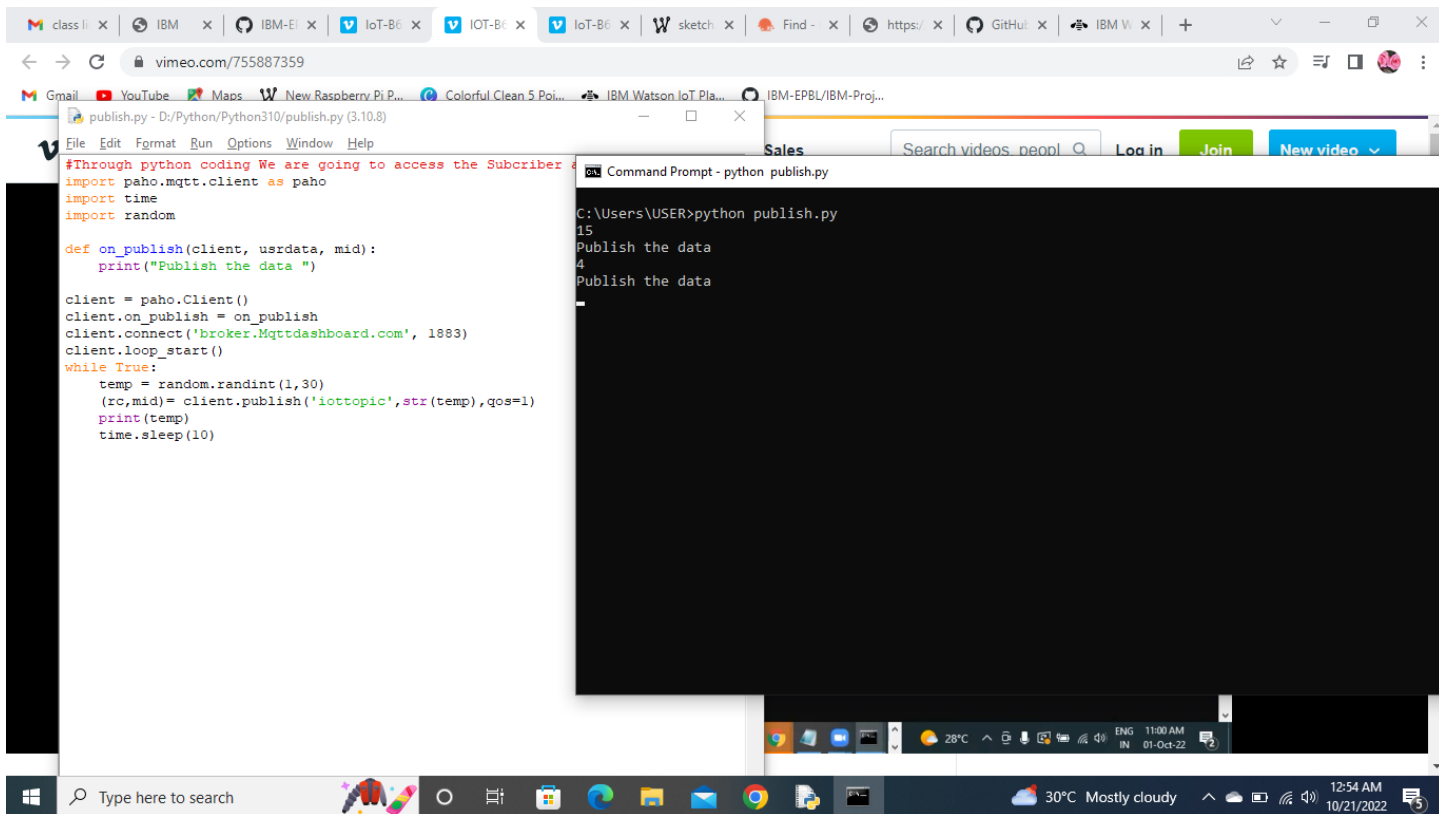 class li
IBM
IBM-E
IoT-B6
IOT-B6
IoT-B6
sketch
Find -
https:/
GitHub
IBM W
vimeo.com/755887359
Gmail
YouTube
Maps
New Raspberry Pi P...
Colorful Clean 5 Poi...
IBM Watson IoT Pla...
IBM-EPBL/IBM-Proj...
publish.py - D:/Python/Python310/publish.py (3.10.8)
File Edit Format Run Options Window Help
#Through python coding We are going to access the Subcriber a
import paho.mqtt.client as paho
import time
import random
def on_publish(client, usrdata, mid):
    print("Publish the data ")
client = paho.Client()
client.on_publish = on_publish
client.connect('broker.Mqttdashboard.com', 1883)
client.loop_start()
while True:
    temp = random.randint(1,30)
    (rc,mid)= client.publish('iottopic',str(temp),qos=1)
    print(temp)
    time.sleep(10)
Sales
Search videos, peopl
Log in
Join
New video
Command Prompt - python publish.py
C:\Users\USER>python publish.py
15
Publish the data
4
Publish the data
28°C
ENG
IN
11:00 AM
01-Oct-22
2
Type here to search
30°C Mostly cloudy
12:54 AM
10/21/2022
5